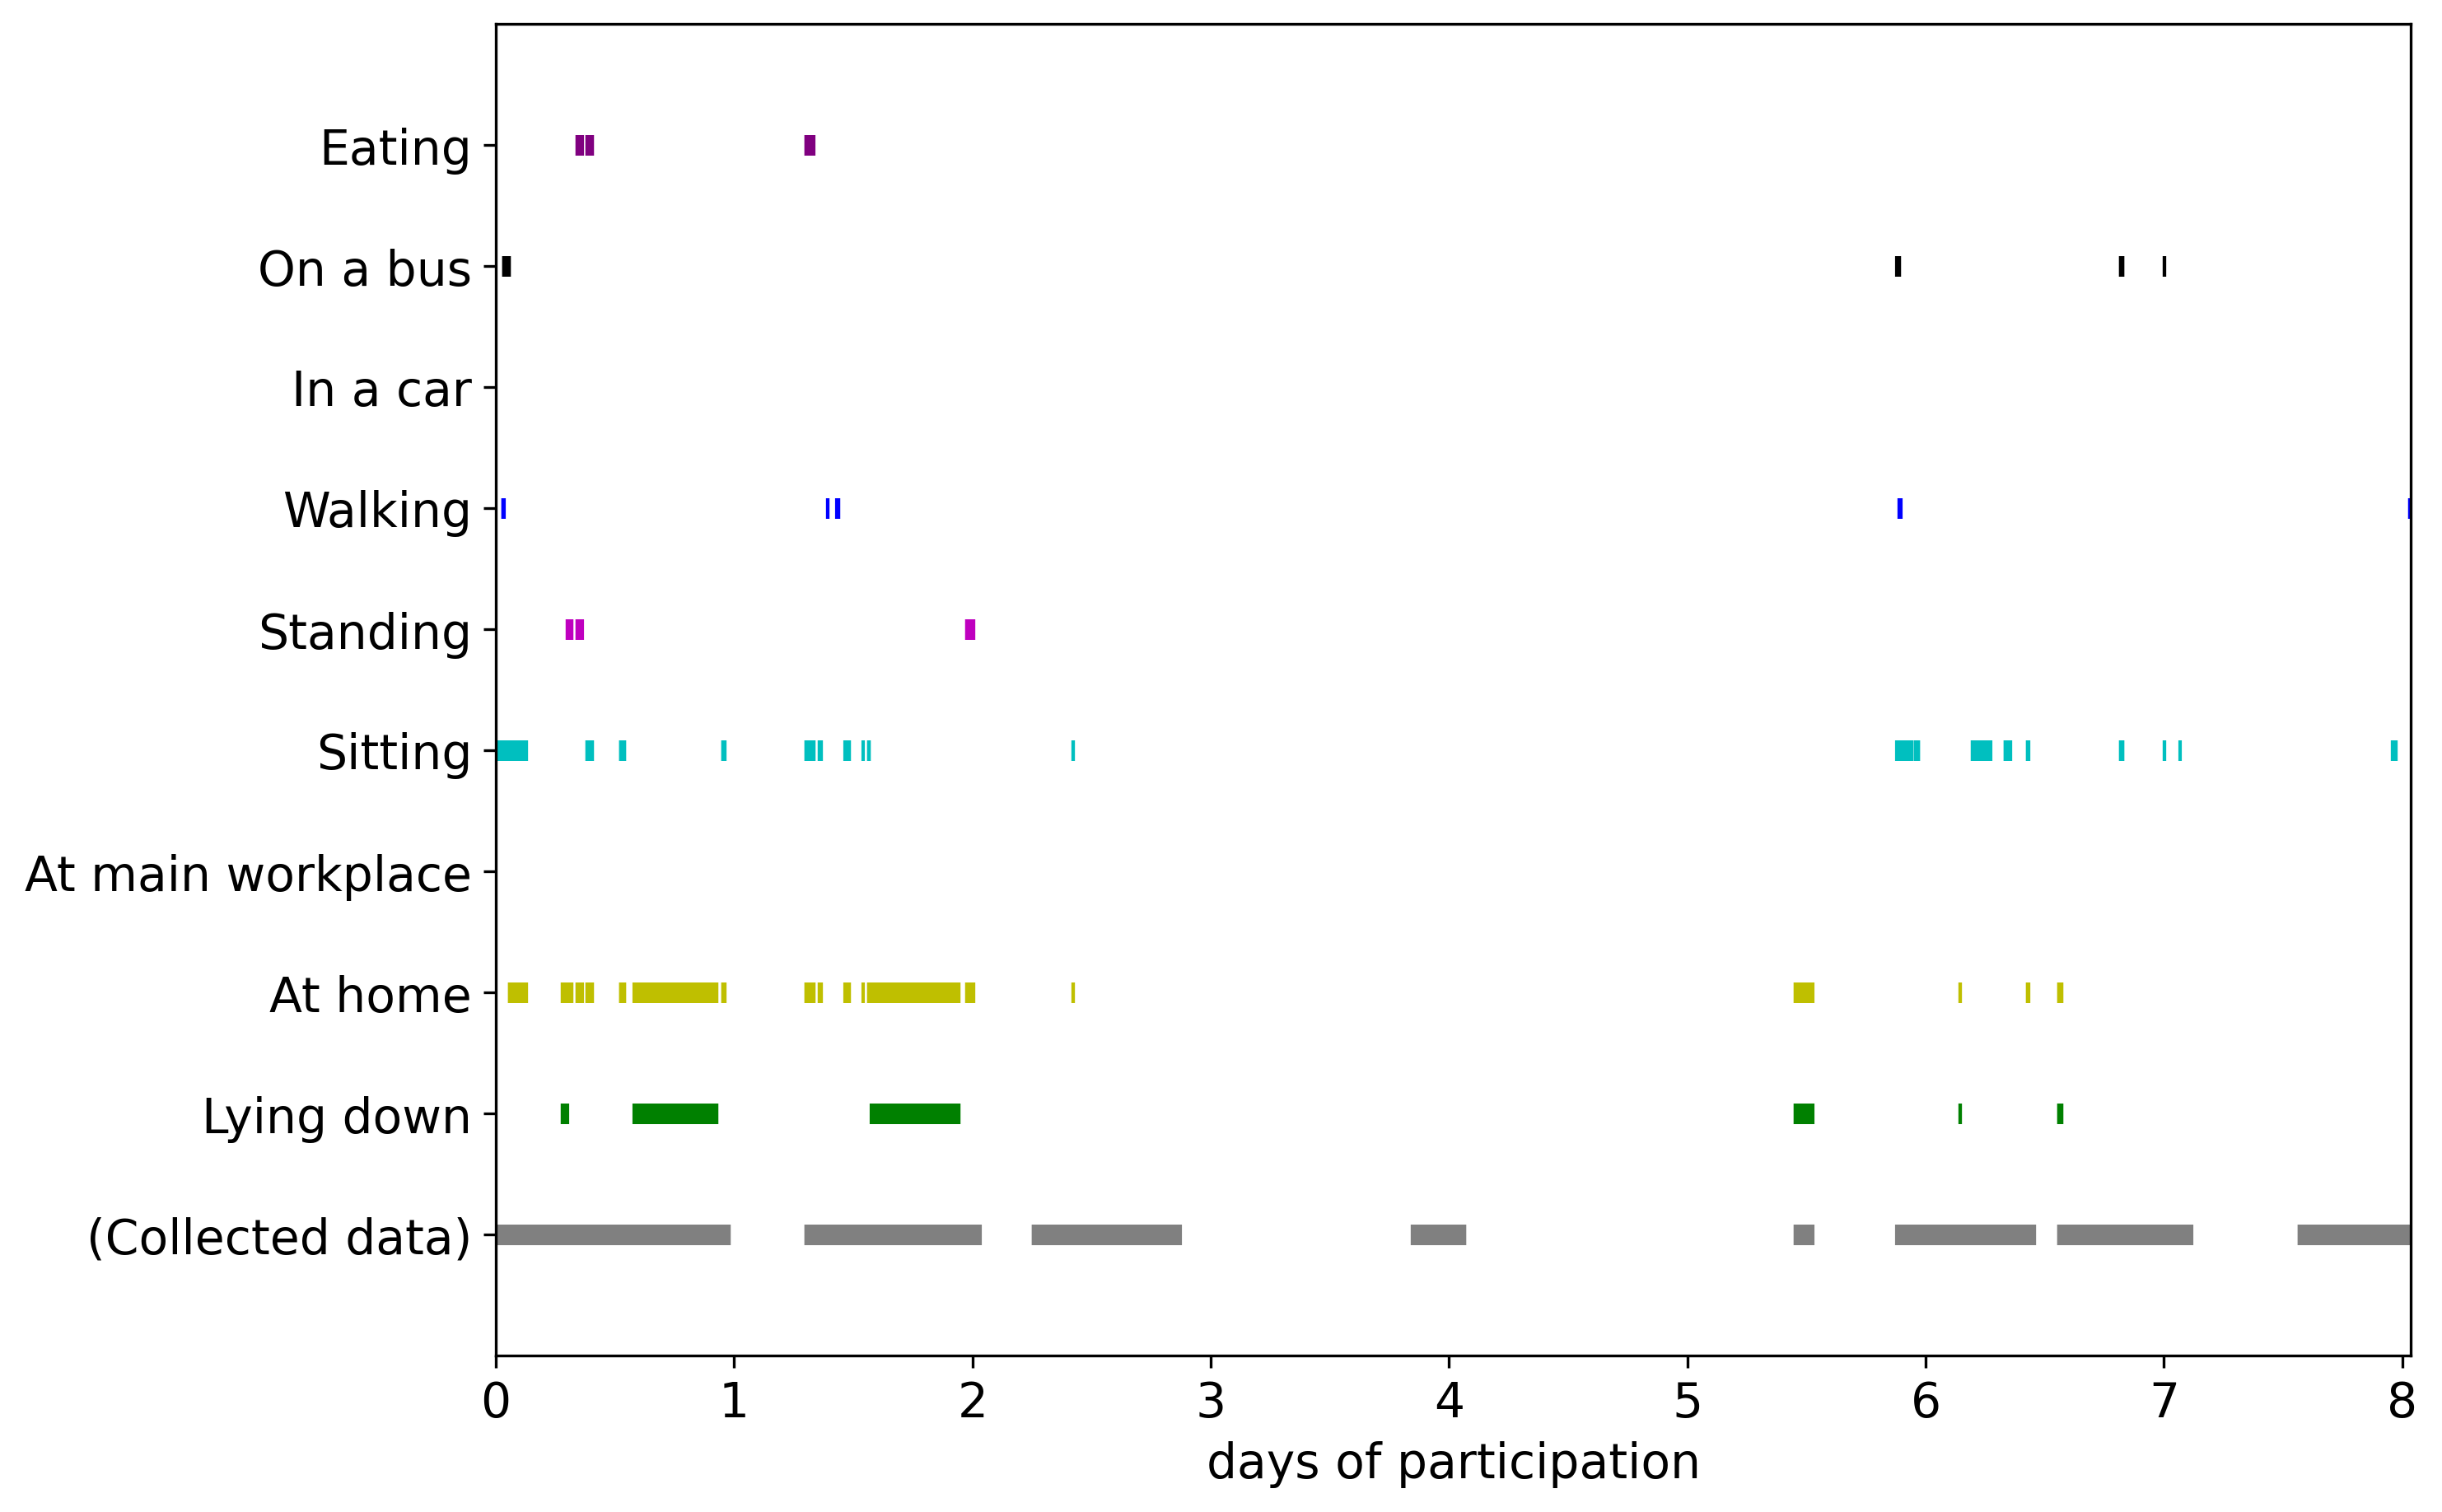 Eating
On a bus
In a car
Walking
Standing
Sitting
At main workplace
At home
Lying down
(Collected data)
0 1 2 3 4 5 6 7 8
days of participation